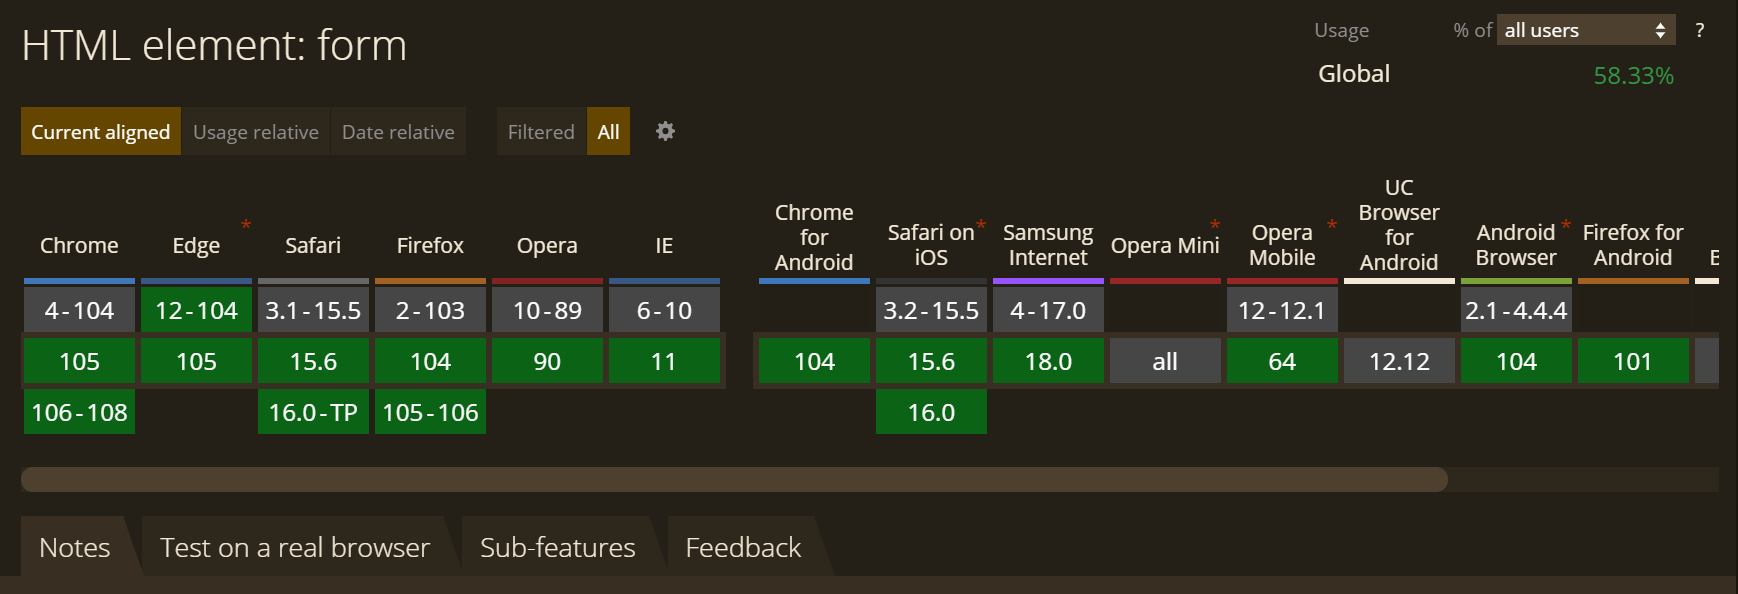 HTML element: form
Usage % of all users ?
Global 58.33%
Current aligned Usage relative Date relative Filtered All
Chrome Edge * Safari Firefox Opera IE Chrome for Android Safari on iOS * Samsung Internet Opera Mini * Opera Mobile * UC Browser for Android Android Browser * Firefox for Android
4-104 12-104 3.1-15.5 2-103 10-89 6-10 3.2-15.5 4-17.0 12-12.1 2.1-4.4.4
105 105 15.6 104 90 11 104 15.6 18.0 all 64 12.12 104 101
106-108 16.0-TP 105-106 16.0
Notes Test on a real browser Sub-features Feedback